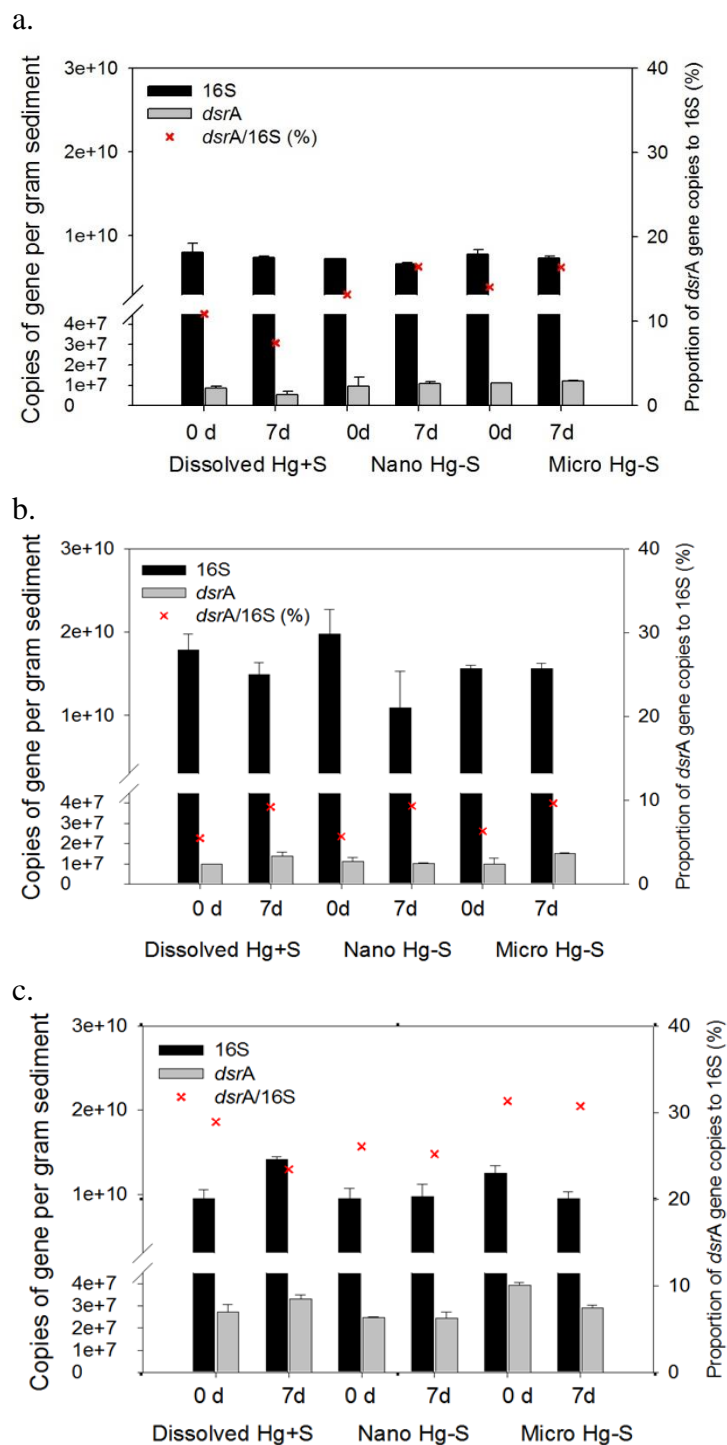 a.
3e+10
2e+10
1e+10
4e+7
3e+7
2e+7
1e+7
0
Copies of gene per gram sediment
16S
dsrA
dsrA/16S (%)
40
30
20
10
0
Proportion of dsrA gene copies to 16S (%)
0 d 7d 0d 7d 0d 7d
Dissolved Hg+S Nano Hg-S Micro Hg-S
b.
3e+10
2e+10
1e+10
4e+7
3e+7
2e+7
1e+7
0
Copies of gene per gram sediment
16S
dsrA
dsrA/16S (%)
40
30
20
10
0
Proportion of dsrA gene copies to 16S (%)
0 d 7d 0d 7d 0d 7d
Dissolved Hg+S Nano Hg-S Micro Hg-S
c.
3e+10
2e+10
1e+10
4e+7
3e+7
2e+7
1e+7
0
Copies of gene per gram sediment
16S
dsrA
dsrA/16S
40
30
20
10
0
Proportion of dsrA gene copies to 16S (%)
0 d 7d 0 d 7d 0 d 7d
Dissolved Hg+S Nano Hg-S Micro Hg-S